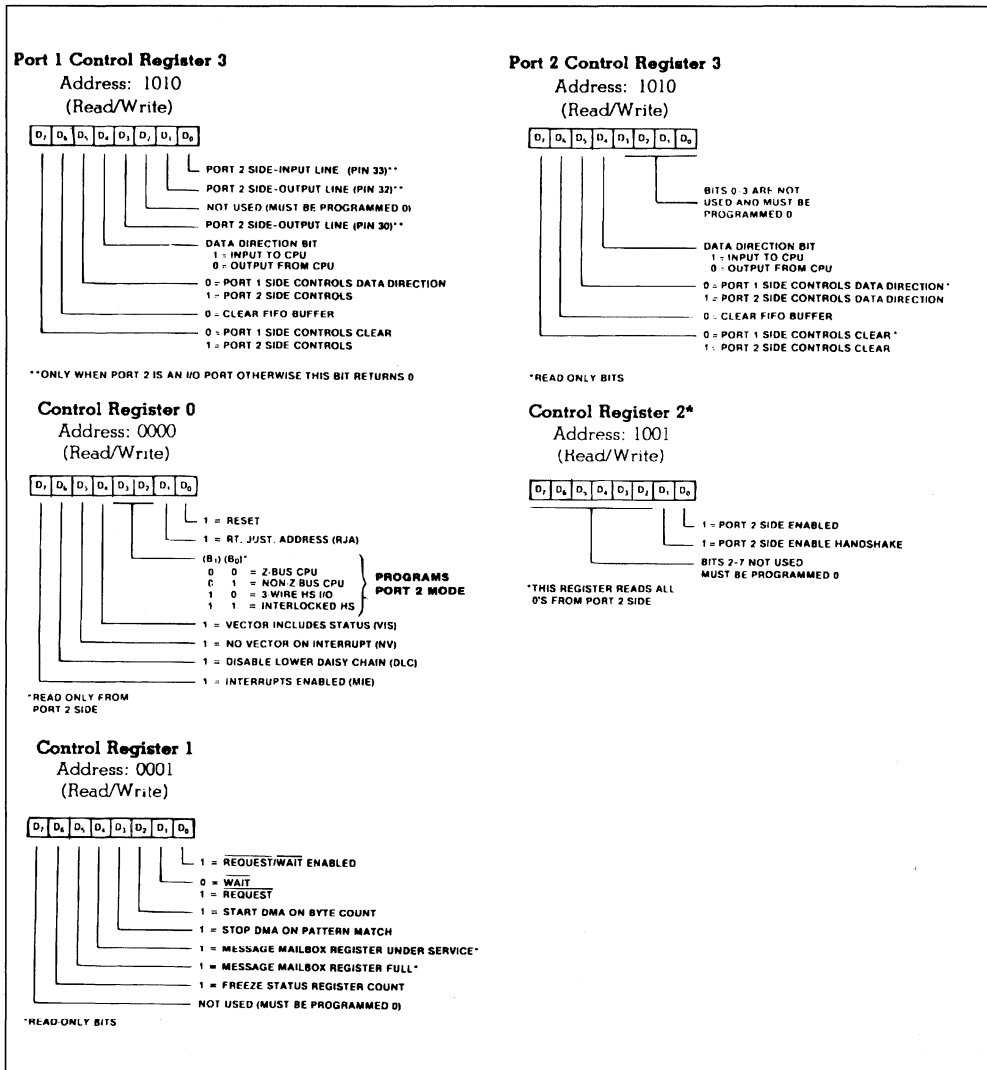 Port 1 Control Register 3
Address: 1010
(Read/Write)
D7 D6 D5 D4 D3 D2 D1 D0
PORT 2 SIDE-INPUT LINE (PIN 33)**
PORT 2 SIDE-OUTPUT LINE (PIN 32)**
NOT USED (MUST BE PROGRAMMED 0)
PORT 2 SIDE-OUTPUT LINE (PIN 30)**
DATA DIRECTION BIT
1 = INPUT TO CPU
0 = OUTPUT FROM CPU
0 = PORT 1 SIDE CONTROLS DATA DIRECTION
1 = PORT 2 SIDE CONTROLS
0 = CLEAR FIFO BUFFER
0 = PORT 1 SIDE CONTROLS CLEAR
1 = PORT 2 SIDE CONTROLS
**ONLY WHEN PORT 2 IS AN I/O PORT OTHERWISE THIS BIT RETURNS 0
Port 2 Control Register 3
Address: 1010
(Read/Write)
D7 D6 D5 D4 D3 D2 D1 D0
BITS 0-3 ARE NOT
USED AND MUST BE
PROGRAMMED 0
DATA DIRECTION BIT
1 = INPUT TO CPU
0 = OUTPUT FROM CPU
0 = PORT 1 SIDE CONTROLS DATA DIRECTION*
1 = PORT 2 SIDE CONTROLS DATA DIRECTION
0 = CLEAR FIFO BUFFER
0 = PORT 1 SIDE CONTROLS CLEAR*
1 = PORT 2 SIDE CONTROLS CLEAR
*READ ONLY BITS
Control Register 0
Address: 0000
(Read/Write)
D7 D6 D5 D4 D3 D2 D1 D0
1 = RESET
1 = RT. JUST. ADDRESS (RJA)
(B1) (B0)*
0 0 = Z-BUS CPU
0 1 = NON-Z-BUS CPU
1 0 = 3-WIRE HS I/O
1 1 = INTERLOCKED HS
PROGRAMS
PORT 2 MODE
1 = VECTOR INCLUDES STATUS (VIS)
1 = NO VECTOR ON INTERRUPT (NV)
1 = DISABLE LOWER DAISY CHAIN (DLC)
1 = INTERRUPTS ENABLED (MIE)
*READ ONLY FROM
PORT 2 SIDE
Control Register 2*
Address: 1001
(Read/Write)
D7 D6 D5 D4 D3 D2 D1 D0
1 = PORT 2 SIDE ENABLED
1 = PORT 2 SIDE ENABLE HANDSHAKE
BITS 2-7 NOT USED
MUST BE PROGRAMMED 0
*THIS REGISTER READS ALL
0'S FROM PORT 2 SIDE
Control Register 1
Address: 0001
(Read/Write)
D7 D6 D5 D4 D3 D2 D1 D0
1 = REQUEST/WAIT ENABLED
0 = WAIT
1 = REQUEST
1 = START DMA ON BYTE COUNT
1 = STOP DMA ON PATTERN MATCH
1 = MESSAGE MAILBOX REGISTER UNDER SERVICE*
1 = MESSAGE MAILBOX REGISTER FULL*
1 = FREEZE STATUS REGISTER COUNT
NOT USED (MUST BE PROGRAMMED 0)
*READ-ONLY BITS